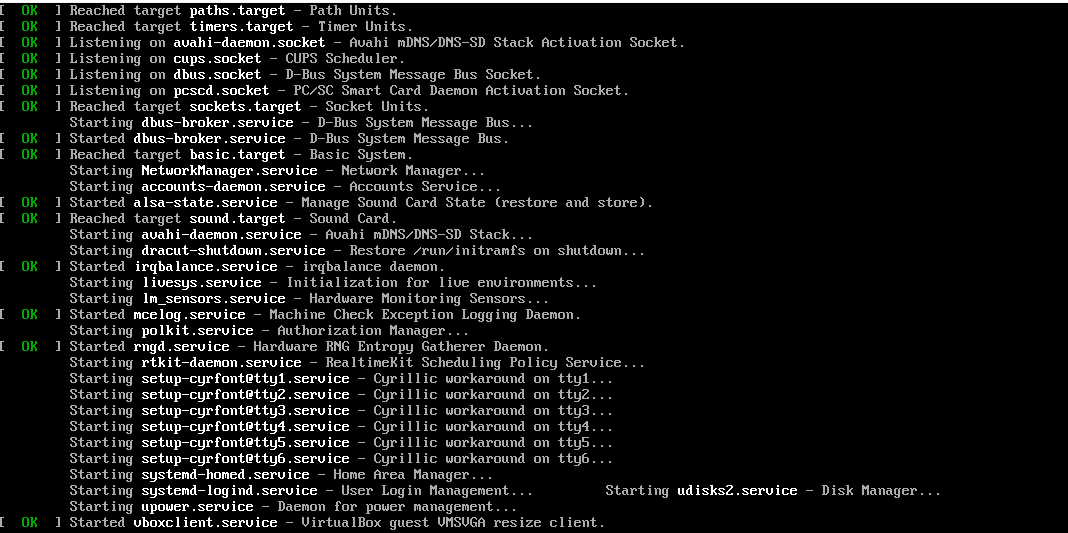 [  OK  ] Reached target paths.target – Path Units.
[  OK  ] Reached target timers.target – Timer Units.
[  OK  ] Listening on avahi-daemon.socket – Avahi mDNS/DNS-SD Stack Activation Socket.
[  OK  ] Listening on cups.socket – CUPS Scheduler.
[  OK  ] Listening on dbus.socket – D-Bus System Message Bus Socket.
[  OK  ] Listening on pcscd.socket – PC/SC Smart Card Daemon Activation Socket.
[  OK  ] Reached target sockets.target – Socket Units.
Starting dbus-broker.service – D-Bus System Message Bus...
[  OK  ] Started dbus-broker.service – D-Bus System Message Bus.
[  OK  ] Reached target basic.target – Basic System.
Starting NetworkManager.service – Network Manager...
Starting accounts-daemon.service – Accounts Service...
[  OK  ] Started alsa-state.service – Manage Sound Card State (restore and store).
[  OK  ] Reached target sound.target – Sound Card.
Starting avahi-daemon.service – Avahi mDNS/DNS-SD Stack...
Starting dracut-shutdown.service – Restore /run/initramfs on shutdown...
[  OK  ] Started irqbalance.service – irqbalance daemon.
Starting livesys.service – Initialization for live environments...
Starting lm_sensors.service – Hardware Monitoring Sensors...
[  OK  ] Started mcelog.service – Machine Check Exception Logging Daemon.
Starting polkit.service – Authorization Manager...
[  OK  ] Started rngd.service – Hardware RNG Entropy Gatherer Daemon.
Starting rtkit-daemon.service – RealtimeKit Scheduling Policy Service...
Starting setup-cyrfont@tty1.service – Cyrillic workaround on tty1...
Starting setup-cyrfont@tty2.service – Cyrillic workaround on tty2...
Starting setup-cyrfont@tty3.service – Cyrillic workaround on tty3...
Starting setup-cyrfont@tty4.service – Cyrillic workaround on tty4...
Starting setup-cyrfont@tty5.service – Cyrillic workaround on tty5...
Starting setup-cyrfont@tty6.service – Cyrillic workaround on tty6...
Starting systemd-homed.service – Home Area Manager...
Starting systemd-logind.service – User Login Management...         Starting udisks2.service – Disk Manager...
Starting upower.service – Daemon for power management...
[  OK  ] Started vboxclient.service – VirtualBox guest VMSVGA resize client.